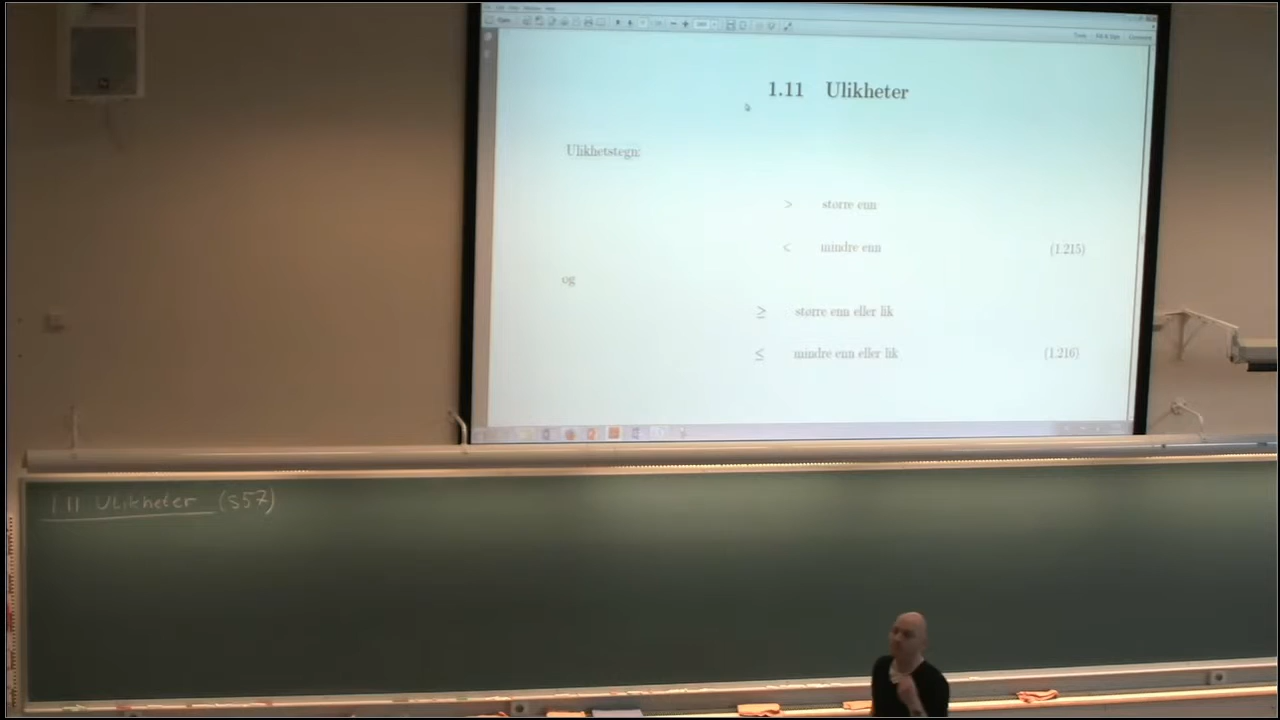 1.11 Ulikheter
Ulikhetstegn:
> større enn
< mindre enn (1.215)
og
≥ større enn eller lik
≤ mindre enn eller lik (1.216)
1.11 Ulikheter (s57)